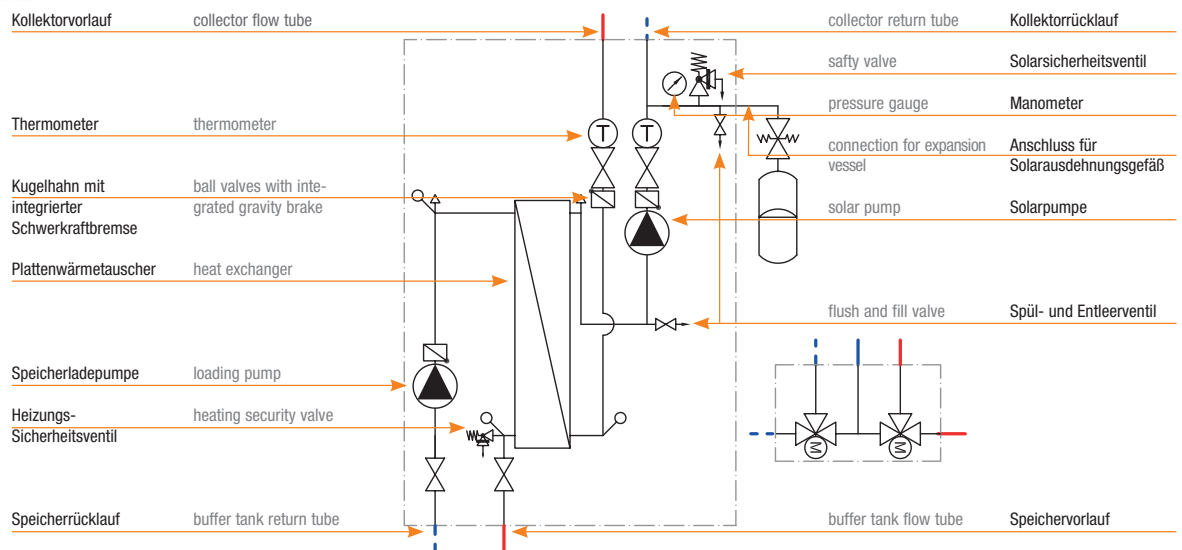 Kollektorvorlauf collector flow tube
collector return tube Kollektorrücklauf
safty valve Solarsicherheitsventil
pressure gauge Manometer
Thermometer thermometer
T T
connection for expansion Anschluss für
vessel Solarausdehnungsgefäß
Kugelhahn mit ball valves with inte-
integrierter grated gravity brake
Schwerkraftbremse
solar pump Solarpumpe
Plattenwärmetauscher heat exchanger
flush and fill valve Spül- und Entleerventil
Speicherladepumpe loading pump
Heizungs- heating security valve
Sicherheitsventil
M M
Speicherrücklauf buffer tank return tube
buffer tank flow tube Speichervorlauf